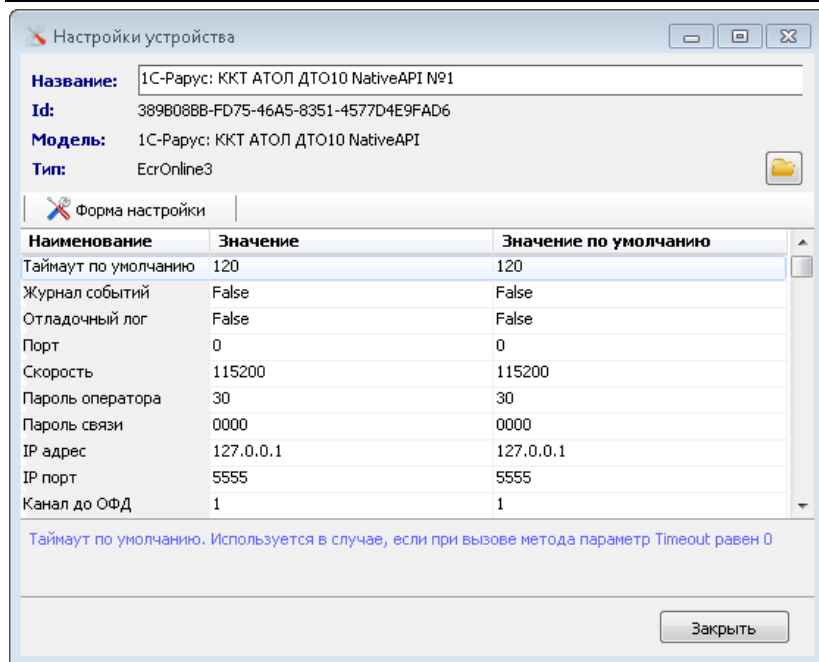 Настройки устройства
Название: 1С-Рарус: ККТ АТОЛ ДТО10 NativeAPI №1
Id: 389B08BB-FD75-46A5-8351-4577D4E9FAD6
Модель: 1С-Рарус: ККТ АТОЛ ДТО10 NativeAPI
Тип: EcrOnline3
Форма настройки
Наименование Значение Значение по умолчанию
Таймаут по умолчанию 120 120
Журнал событий False False
Отладочный лог False False
Порт 0 0
Скорость 115200 115200
Пароль оператора 30 30
Пароль связи 0000 0000
IP адрес 127.0.0.1 127.0.0.1
IP порт 5555 5555
Канал до ОФД 1 1
Таймаут по умолчанию. Используется в случае, если при вызове метода параметр Timeout равен 0
Закрыть